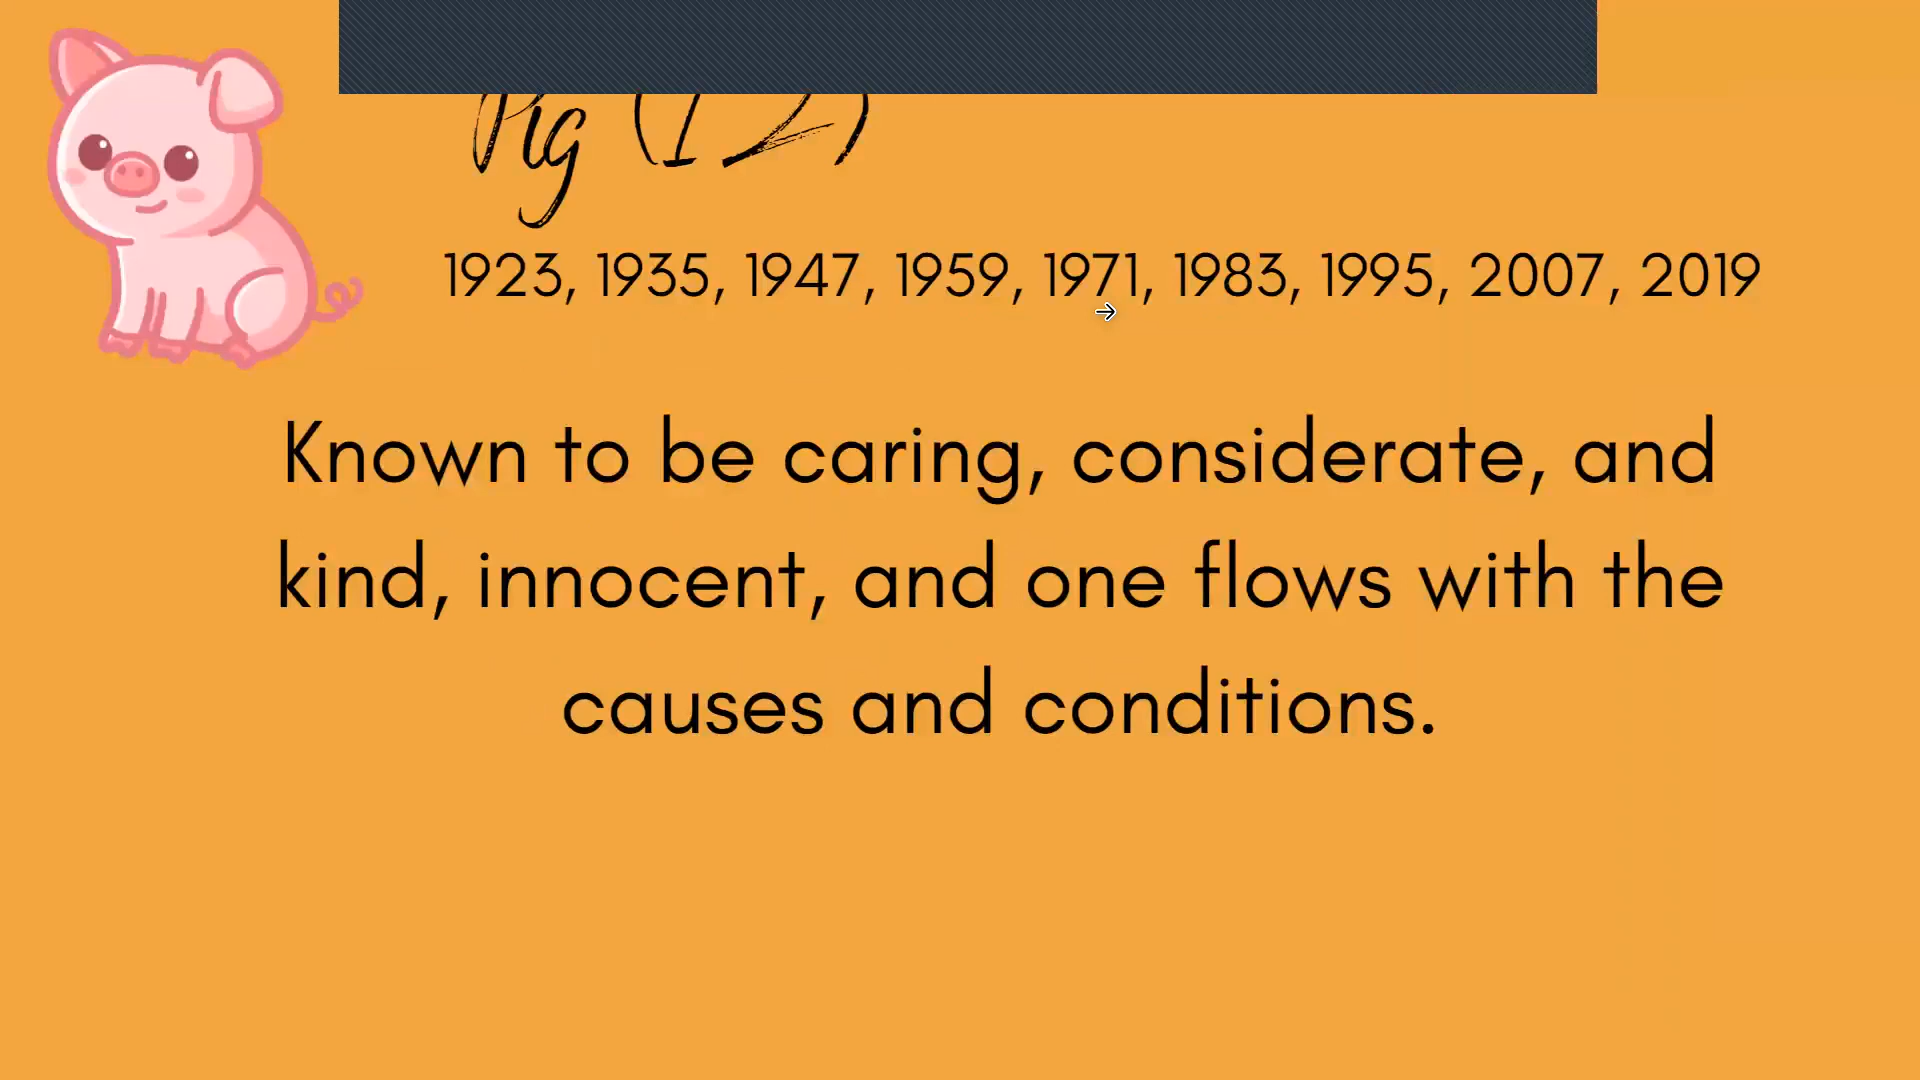 Pig (12)
1923, 1935, 1947, 1959, 1971, 1983, 1995, 2007, 2019
Known to be caring, considerate, and
kind, innocent, and one flows with the
causes and conditions.